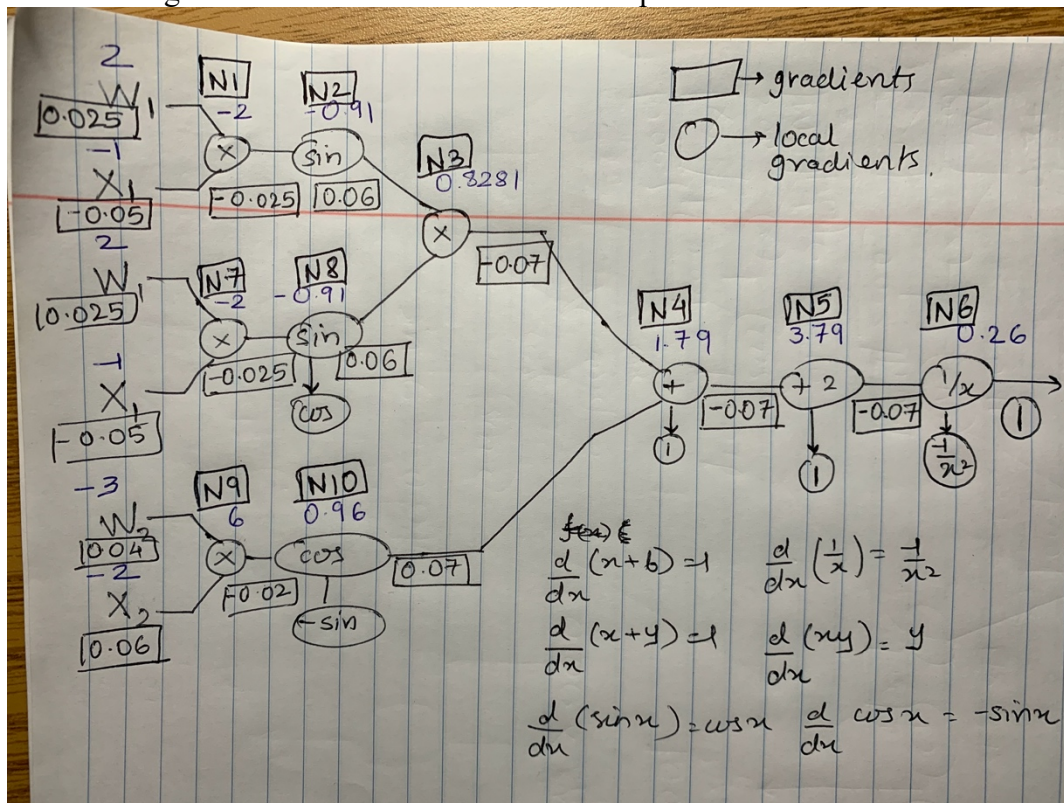 2
W1
0.025
-1
X1
-0.05
N1
-2
×
-0.025
N2
-0.91
sin
0.06
N3
0.8281
×
-0.07
→ gradients
→ local
gradients.
2
W1
0.025
-1
X1
-0.05
N7
-2
×
-0.025
N8
-0.91
sin
0.06
cos
N4
1.79
+
1
-0.07
N5
3.79
+ 2
1
-0.07
N6
0.26
1/x
-1/x²
1
-3
W2
0.04
-2
X2
0.06
N9
6
×
-0.02
N10
0.96
cos
-sin
0.07
d/dx (x+b) = 1
d/dx (1/x) = -1/x²
d/dx (x+y) = 1
d/dx (xy) = y
d/dx (sinx) = cosx
d/dx cosx = -sinx